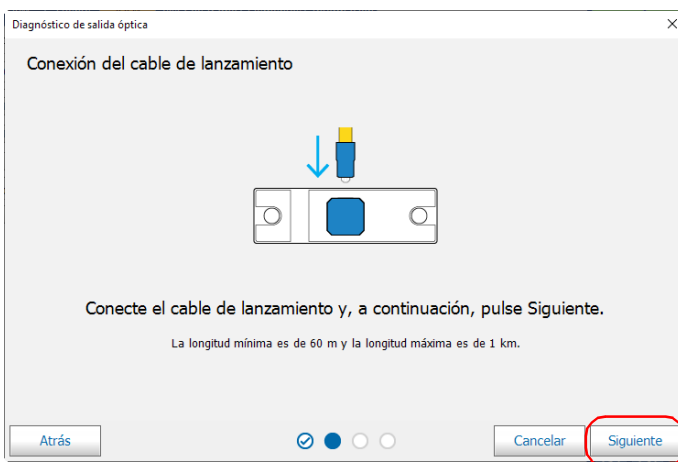 Diagnóstico de salida óptica
Conexión del cable de lanzamiento
Conecte el cable de lanzamiento y, a continuación, pulse Siguiente.
La longitud mínima es de 60 m y la longitud máxima es de 1 km.
Atrás
Cancelar
Siguiente